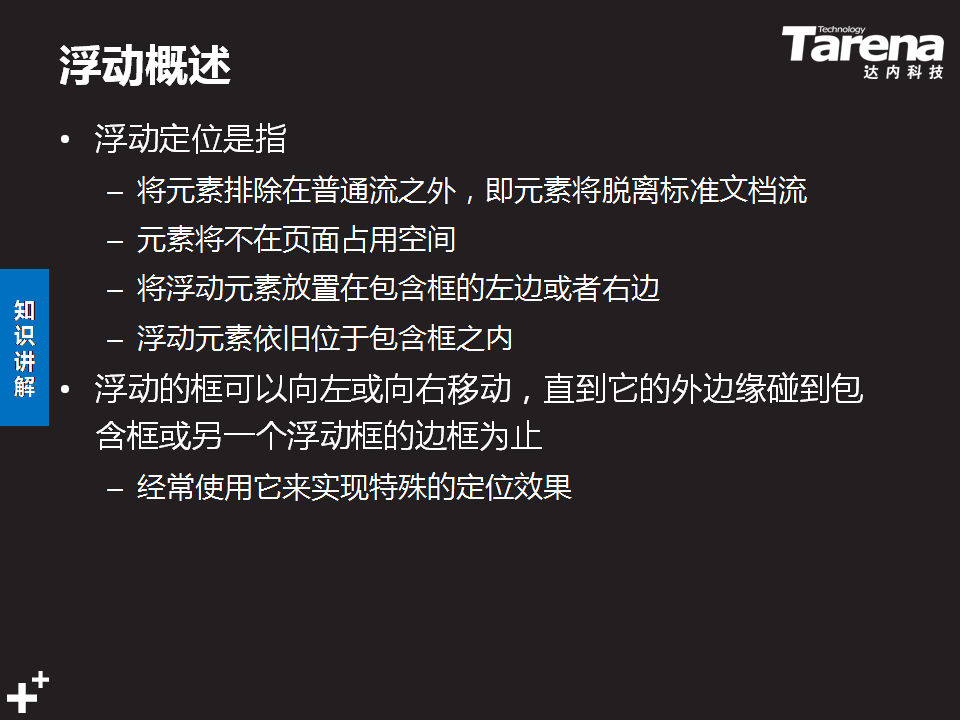 浮动概述
Technology
Tarena
达内科技
• 浮动定位是指
– 将元素排除在普通流之外，即元素将脱离标准文档流
– 元素将不在页面占用空间
– 将浮动元素放置在包含框的左边或者右边
– 浮动元素依旧位于包含框之内
知识讲解
• 浮动的框可以向左或向右移动，直到它的外边缘碰到包
含框或另一个浮动框的边框为止
– 经常使用它来实现特殊的定位效果